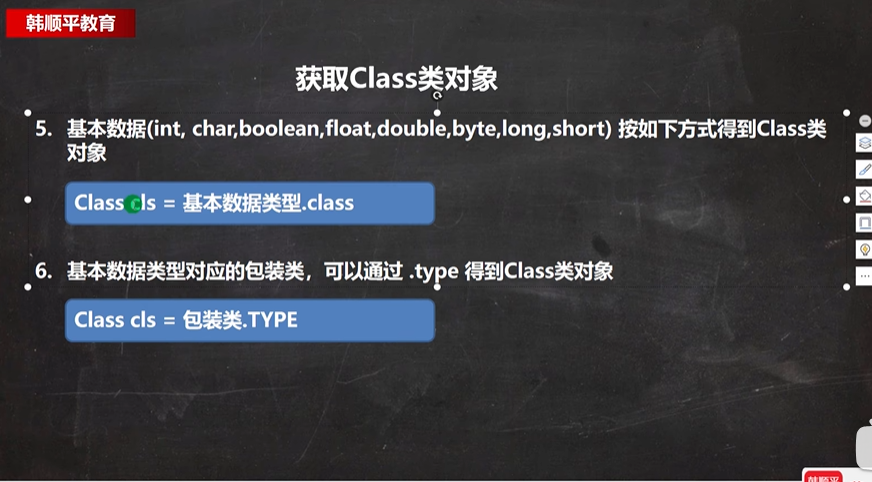 韩顺平教育
获取Class类对象
5. 基本数据(int, char,boolean,float,double,byte,long,short) 按如下方式得到Class类
对象
Class cls = 基本数据类型.class
6. 基本数据类型对应的包装类，可以通过 .type 得到Class类对象
Class cls = 包装类.TYPE
韩顺平